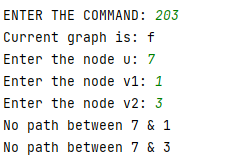 ENTER THE COMMAND: 203
Current graph is: f
Enter the node u: 7
Enter the node v1: 1
Enter the node v2: 3
No path between 7 & 1
No path between 7 & 3